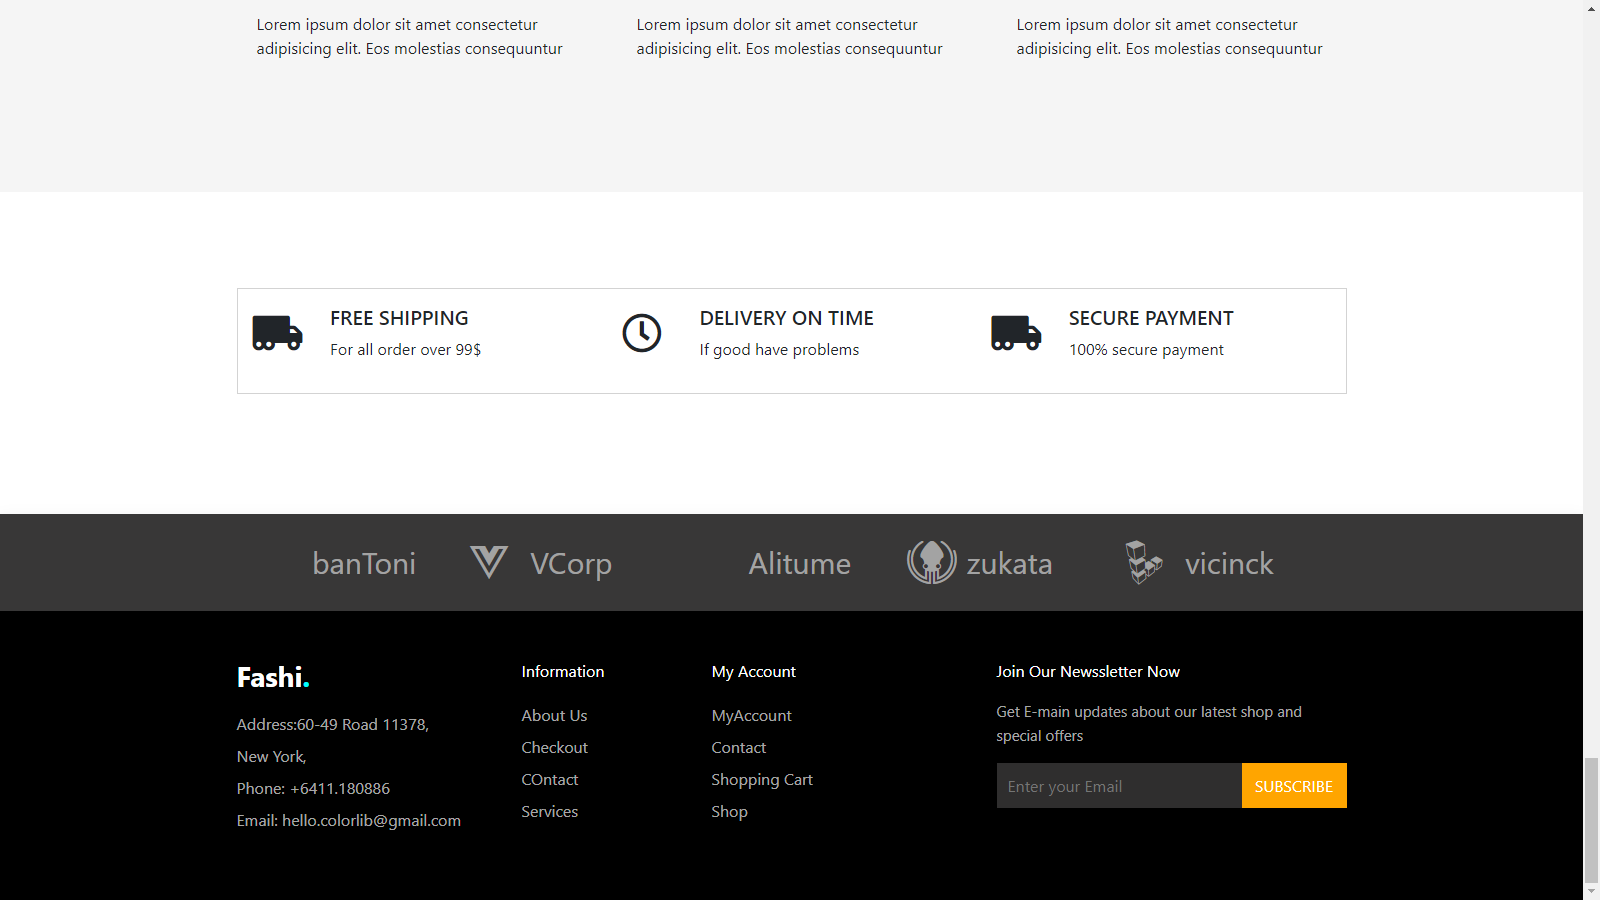 Lorem ipsum dolor sit amet consectetur
adipisicing elit. Eos molestias consequuntur
Lorem ipsum dolor sit amet consectetur
adipisicing elit. Eos molestias consequuntur
Lorem ipsum dolor sit amet consectetur
adipisicing elit. Eos molestias consequuntur
FREE SHIPPING
For all order over 99$
DELIVERY ON TIME
If good have problems
SECURE PAYMENT
100% secure payment
banToni
VCorp
Alitume
zukata
vicinck
Fashi.
Address:60-49 Road 11378,
New York,
Phone: +6411.180886
Email: hello.colorlib@gmail.com
Information
About Us
Checkout
COntact
Services
My Account
MyAccount
Contact
Shopping Cart
Shop
Join Our Newssletter Now
Get E-main updates about our latest shop and
special offers
Enter your Email
SUBSCRIBE